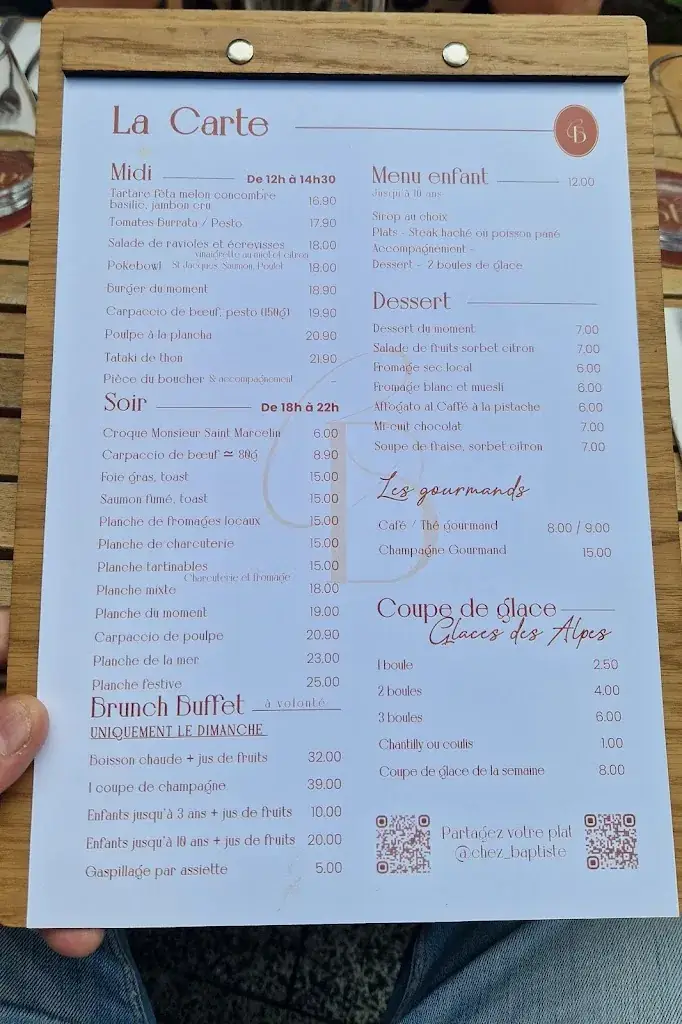 La Carte
CB
Midi De 12h à 14h30
Tartare fêta melon concombre
basilic, jambon cru 16.90
Tomates Burrata / Pesto 17.90
Salade de ravioles et écrevisses 18.00
vinaigrette au miel et citron
Pokebowl St Jacques, Saumon, Poulet 18.00
Burger du moment 18.90
Carpaccio de bœuf, pesto (150g) 19.90
Poulpe à la plancha 20.90
Tataki de thon 21.90
Pièce du boucher & accompagnement -
Soir De 18h à 22h
Croque Monsieur Saint Marcelin 6.00
Carpaccio de bœuf ≃ 80g 8.90
Foie gras, toast 15.00
Saumon fumé, toast 15.00
Planche de fromages locaux 15.00
Planche de charcuterie 15.00
Planche tartinables 15.00
Charcuterie et fromage
Planche mixte 18.00
Planche du moment 19.00
Carpaccio de poulpe 20.90
Planche de la mer 23.00
Planche festive 25.00
Brunch Buffet à volonté
UNIQUEMENT LE DIMANCHE
Boisson chaude + jus de fruits 32.00
1 coupe de champagne 39.00
Enfants jusqu'à 3 ans + jus de fruits 10.00
Enfants jusqu'à 10 ans + jus de fruits 20.00
Gaspillage par assiette 5.00
Menu enfant 12.00
Jusqu'à 10 ans
Sirop au choix
Plats - Steak haché ou poisson pané
Accompagnement -
Dessert - 2 boules de glace
Dessert
Dessert du moment 7.00
Salade de fruits sorbet citron 7.00
Fromage sec local 6.00
Fromage blanc et muesli 6.00
Affogato al Caffè à la pistache 6.00
Mi-cuit chocolat 7.00
Soupe de fraise, sorbet citron 7.00
Les gourmands
Café / Thé gourmand 8.00 / 9.00
Champagne Gourmand 15.00
Coupe de glace
Glaces des Alpes
1 boule 2.50
2 boules 4.00
3 boules 6.00
Chantilly ou coulis 1.00
Coupe de glace de la semaine 8.00
Partagez votre plat
@chez_baptiste